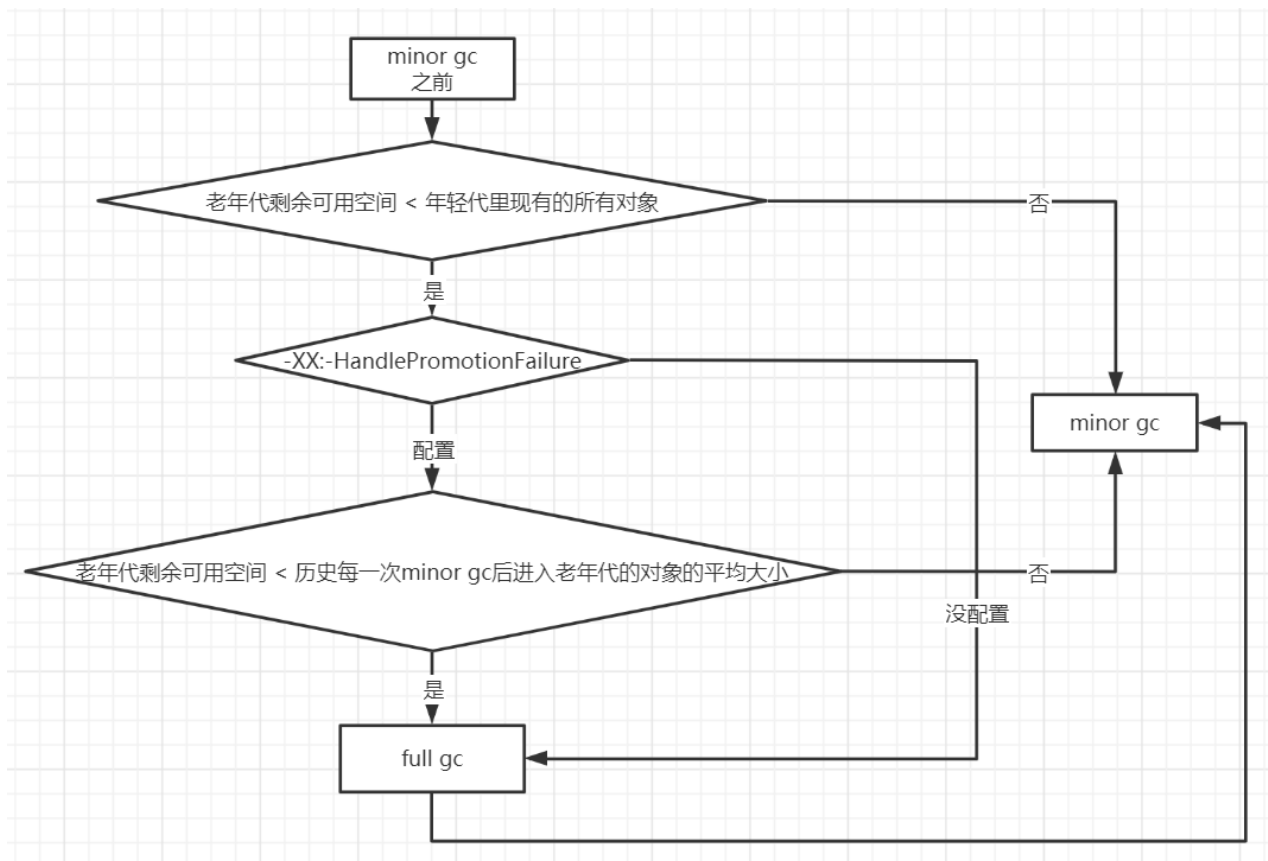 minor gc
之前
老年代剩余可用空间 < 年轻代里现有的所有对象
否
是
-XX:-HandlePromotionFailure
minor gc
配置
老年代剩余可用空间 < 历史每一次minor gc后进入老年代的对象的平均大小
否
没配置
是
full gc